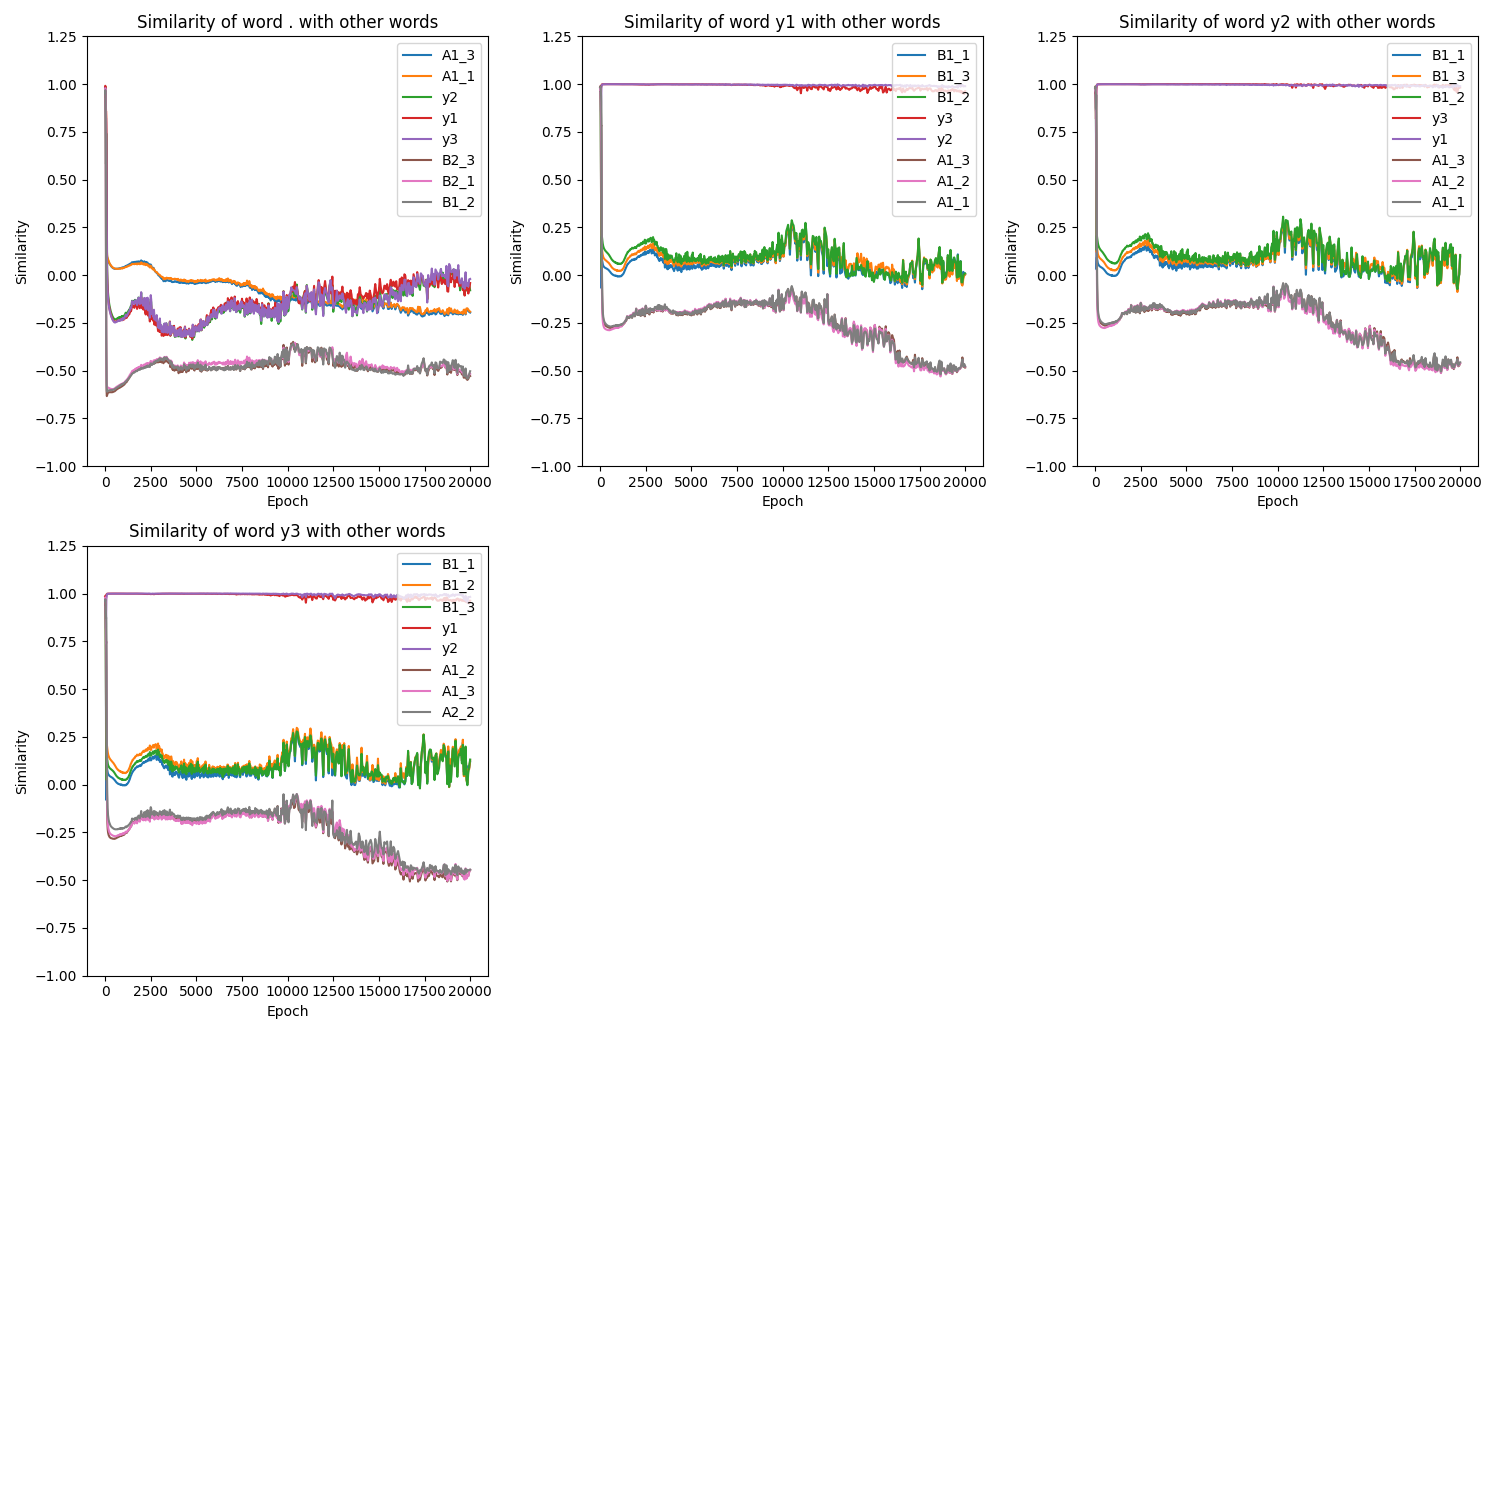 Similarity of word . with other words
1.25
1.00
0.75
0.50
0.25
0.00
−0.25
−0.50
−0.75
−1.00
Similarity
A1_3
A1_1
y2
y1
y3
B2_3
B2_1
B1_2
0 2500 5000 7500 10000 12500 15000 17500 20000
Epoch
Similarity of word y1 with other words
1.25
1.00
0.75
0.50
0.25
0.00
−0.25
−0.50
−0.75
−1.00
Similarity
B1_1
B1_3
B1_2
y3
y2
A1_3
A1_2
A1_1
0 2500 5000 7500 10000 12500 15000 17500 20000
Epoch
Similarity of word y2 with other words
1.25
1.00
0.75
0.50
0.25
0.00
−0.25
−0.50
−0.75
−1.00
Similarity
B1_1
B1_3
B1_2
y3
y1
A1_3
A1_2
A1_1
0 2500 5000 7500 10000 12500 15000 17500 20000
Epoch
Similarity of word y3 with other words
1.25
1.00
0.75
0.50
0.25
0.00
−0.25
−0.50
−0.75
−1.00
Similarity
B1_1
B1_2
B1_3
y1
y2
A1_2
A1_3
A2_2
0 2500 5000 7500 10000 12500 15000 17500 20000
Epoch